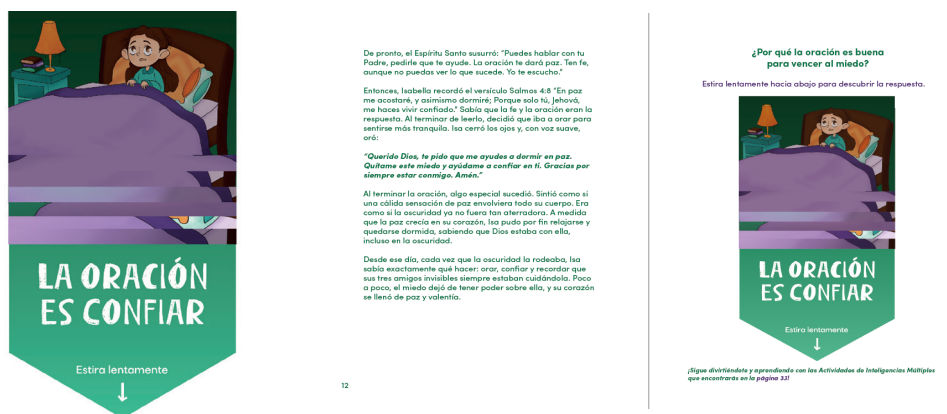 LA ORACIÓN
ES CONFIAR
Estira lentamente
De pronto, el Espíritu Santo susurró: "Puedes hablar con tu
Padre, pedirle que te ayude. La oración te dará paz. Ten fe,
aunque no puedas ver lo que sucede. Yo te escucho."
Entonces, Isabella recordó el versículo Salmos 4:8 "En paz
me acostaré, y asimismo dormiré; Porque solo tú, Jehová,
me haces vivir confiado." Sabía que la fe y la oración eran la
respuesta. Al terminar de leerlo, decidió que iba a orar para
sentirse más tranquila. Isa cerró los ojos y, con voz suave,
oró:
"Querido Dios, te pido que me ayudes a dormir en paz.
Quítame este miedo y ayúdame a confiar en ti. Gracias por
siempre estar conmigo. Amén."
Al terminar la oración, algo especial sucedió. Sintió como si
una cálida sensación de paz envolviera todo su cuerpo. Era
como si la oscuridad ya no fuera tan aterradora. A medida
que la paz crecía en su corazón, Isa pudo por fin relajarse y
quedarse dormida, sabiendo que Dios estaba con ella,
incluso en la oscuridad.
Desde ese día, cada vez que la oscuridad la rodeaba, Isa
sabía exactamente qué hacer: orar, confiar y recordar que
sus tres amigos invisibles siempre estaban cuidándola. Poco
a poco, el miedo dejó de tener poder sobre ella, y su corazón
se llenó de paz y valentía.
12
¿Por qué la oración es buena
para vencer al miedo?
Estira lentamente hacia abajo para descubrir la respuesta.
LA ORACIÓN
ES CONFIAR
Estira lentamente
¡Sigue divirtiéndote y aprendiendo con las Actividades de Inteligencias Múltiples
que encontrarás en la página 33!